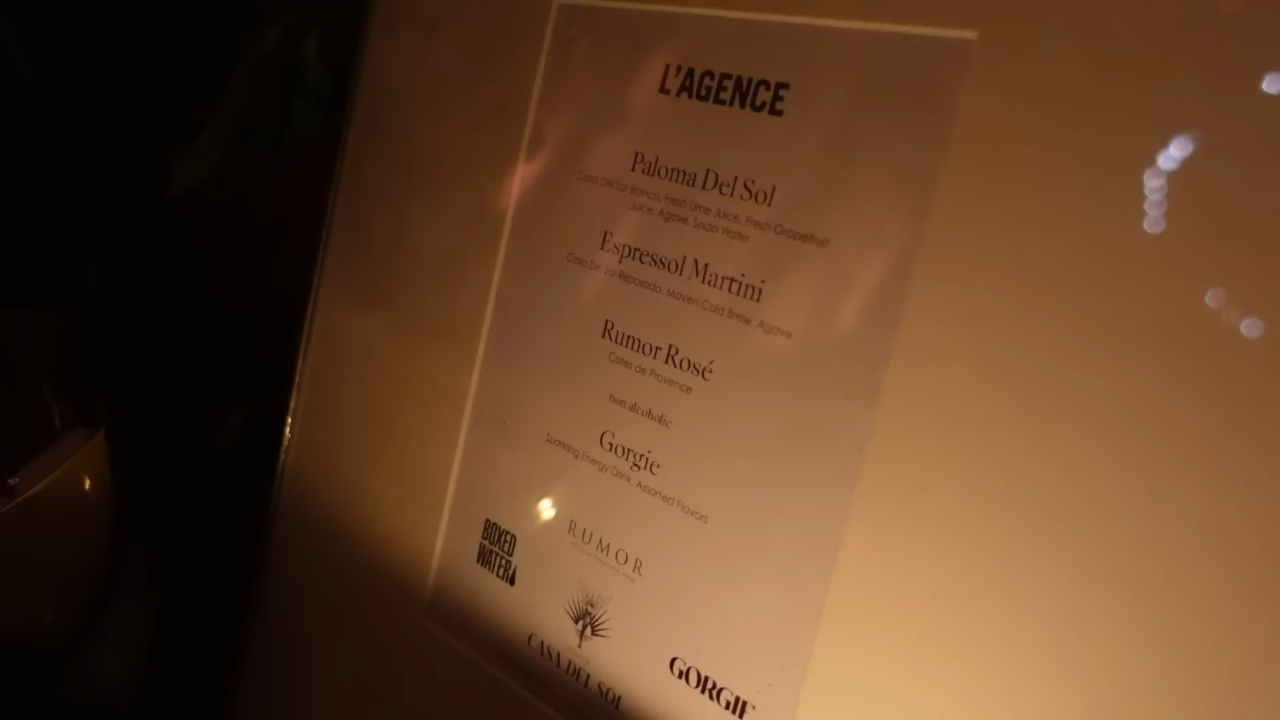 L'AGENCE
Paloma Del Sol
Casa Del Sol Blanco, Fresh Lime Juice, Fresh Grapefruit
Juice, Agave, Soda Water
Espressol Martini
Casa Del Sol Reposado, Maven Cold Brew, Agave
Rumor Rosé
Cotes de Provence
non alcoholic
Gorgie
Sparkling Energy Drink, Assorted Flavors
BOXED
WATER
RUMOR
CASA DEL SOL
GORGIE